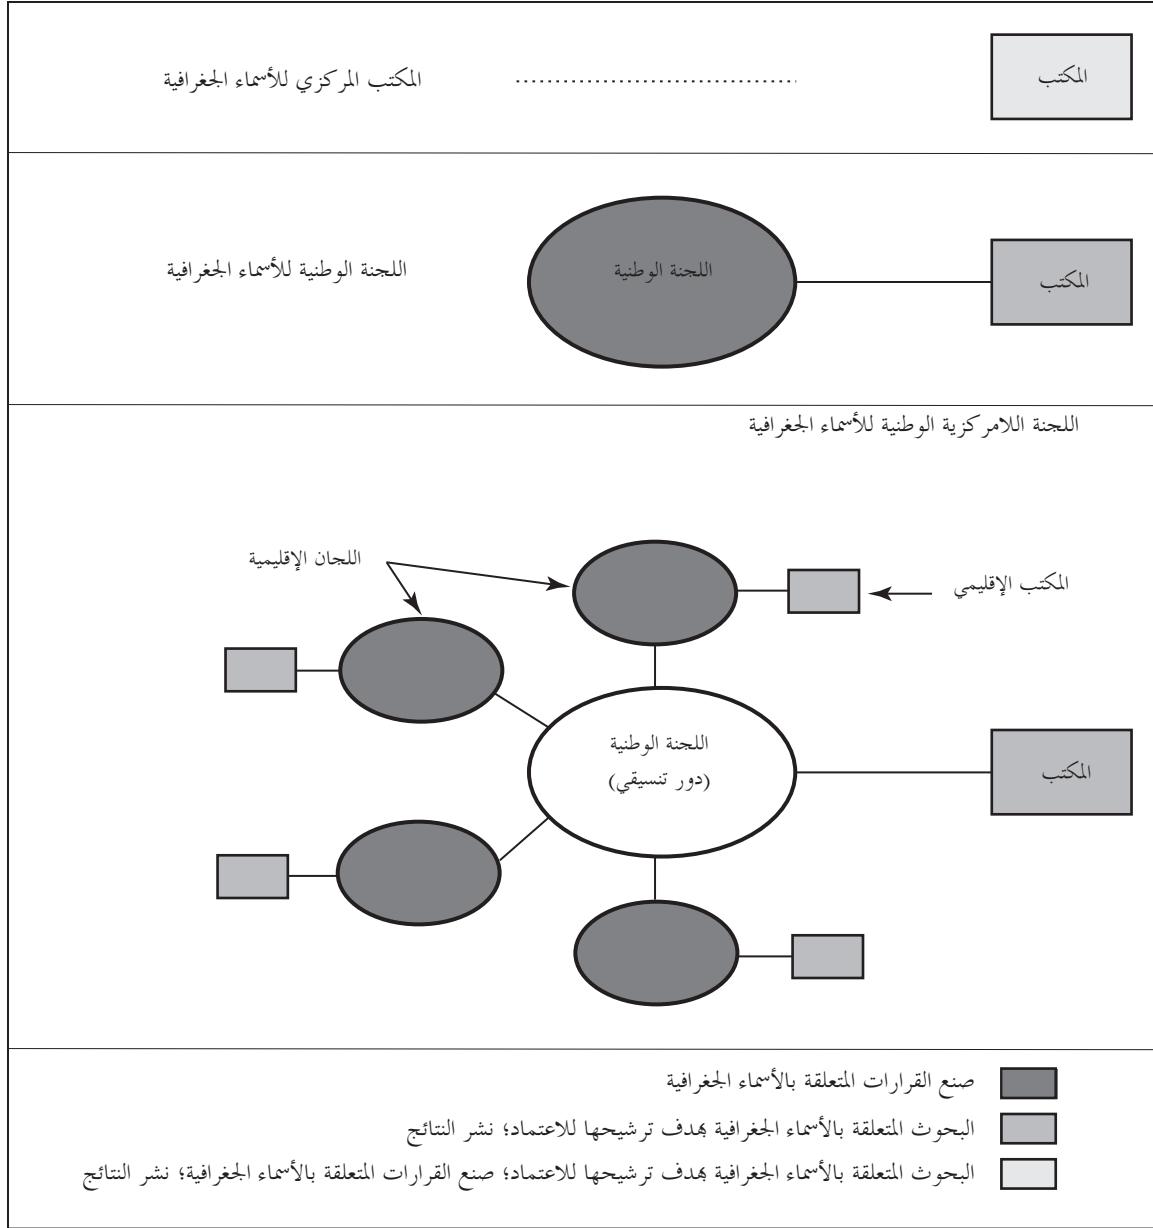 المكتب
المكتب المركزي للأسماء الجغرافية
المكتب
اللجنة الوطنية
اللجنة الوطنية للأسماء الجغرافية
اللجنة اللامركزية الوطنية للأسماء الجغرافية
اللجان الإقليمية
المكتب الإقليمي
اللجنة الوطنية
(دور تنسيقي)
المكتب
صنع القرارات المتعلقة بالأسماء الجغرافية
البحوث المتعلقة بالأسماء الجغرافية بهدف ترشيحها للاعتماد؛ نشر النتائج
البحوث المتعلقة بالأسماء الجغرافية بهدف ترشيحها للاعتماد؛ صنع القرارات المتعلقة بالأسماء الجغرافية؛ نشر النتائج